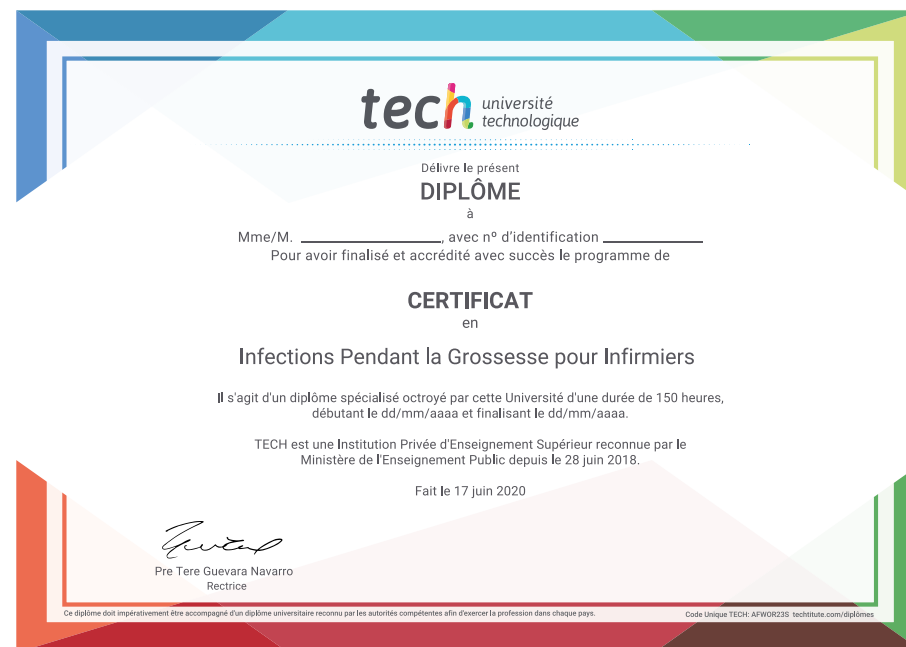 tech université
technologique
Délivre le présent
DIPLÔME
à
Mme/M. ____________________, avec nº d'identification ______________
Pour avoir finalisé et accrédité avec succès le programme de
CERTIFICAT
en
Infections Pendant la Grossesse pour Infirmiers
Il s'agit d'un diplôme spécialisé octroyé par cette Université d'une durée de 150 heures,
débutant le dd/mm/aaaa et finalisant le dd/mm/aaaa.
TECH est une Institution Privée d'Enseignement Supérieur reconnue par le
Ministère de l'Enseignement Public depuis le 28 juin 2018.
Fait le 17 juin 2020
Pre Tere Guevara Navarro
Rectrice
Ce diplôme doit impérativement être accompagné d'un diplôme universitaire reconnu par les autorités compétentes afin d'exercer la profession dans chaque pays.
Code Unique TECH: AFWOR23S techtitute.com/diplômes